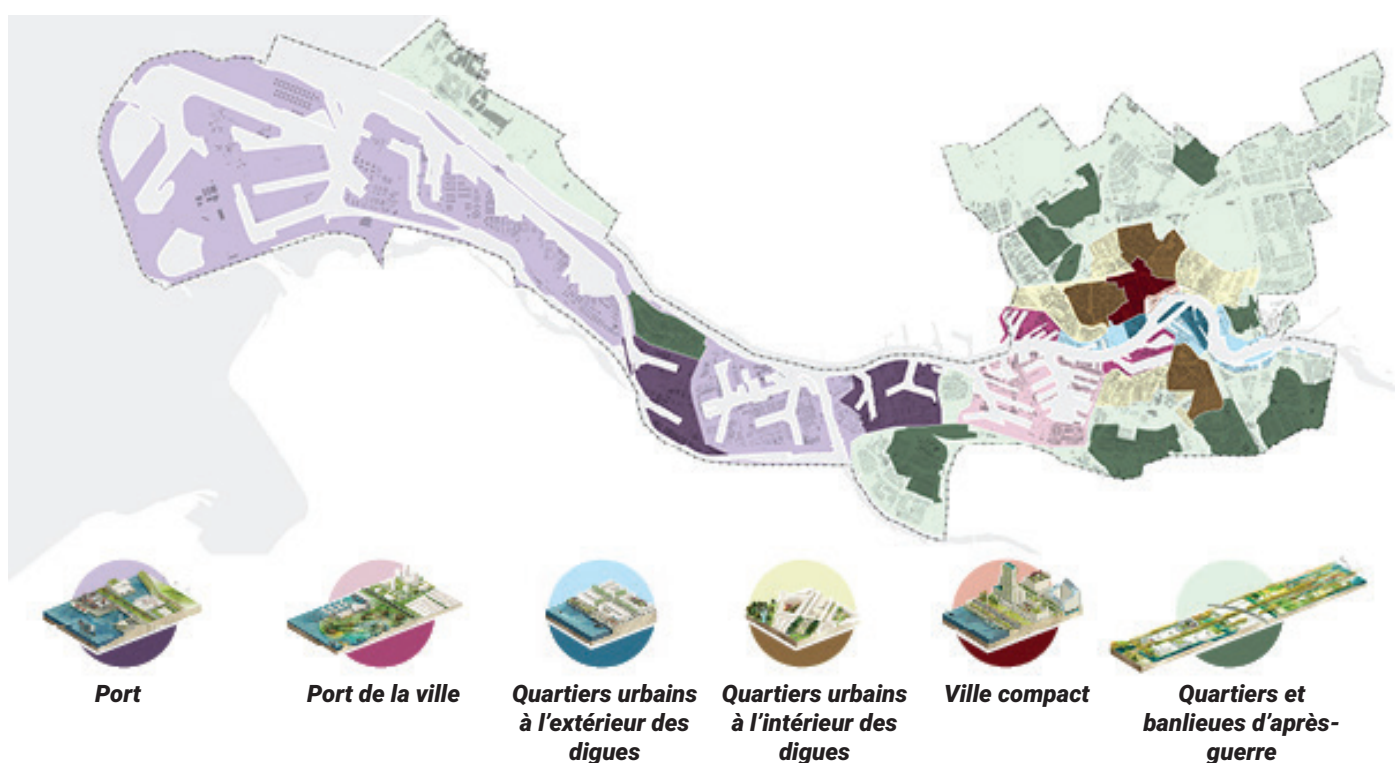 Port
Port de la ville
Quartiers urbains
à l'extérieur des
digues
Quartiers urbains
à l'intérieur des
digues
Ville compact
Quartiers et
banlieues d'après-
guerre